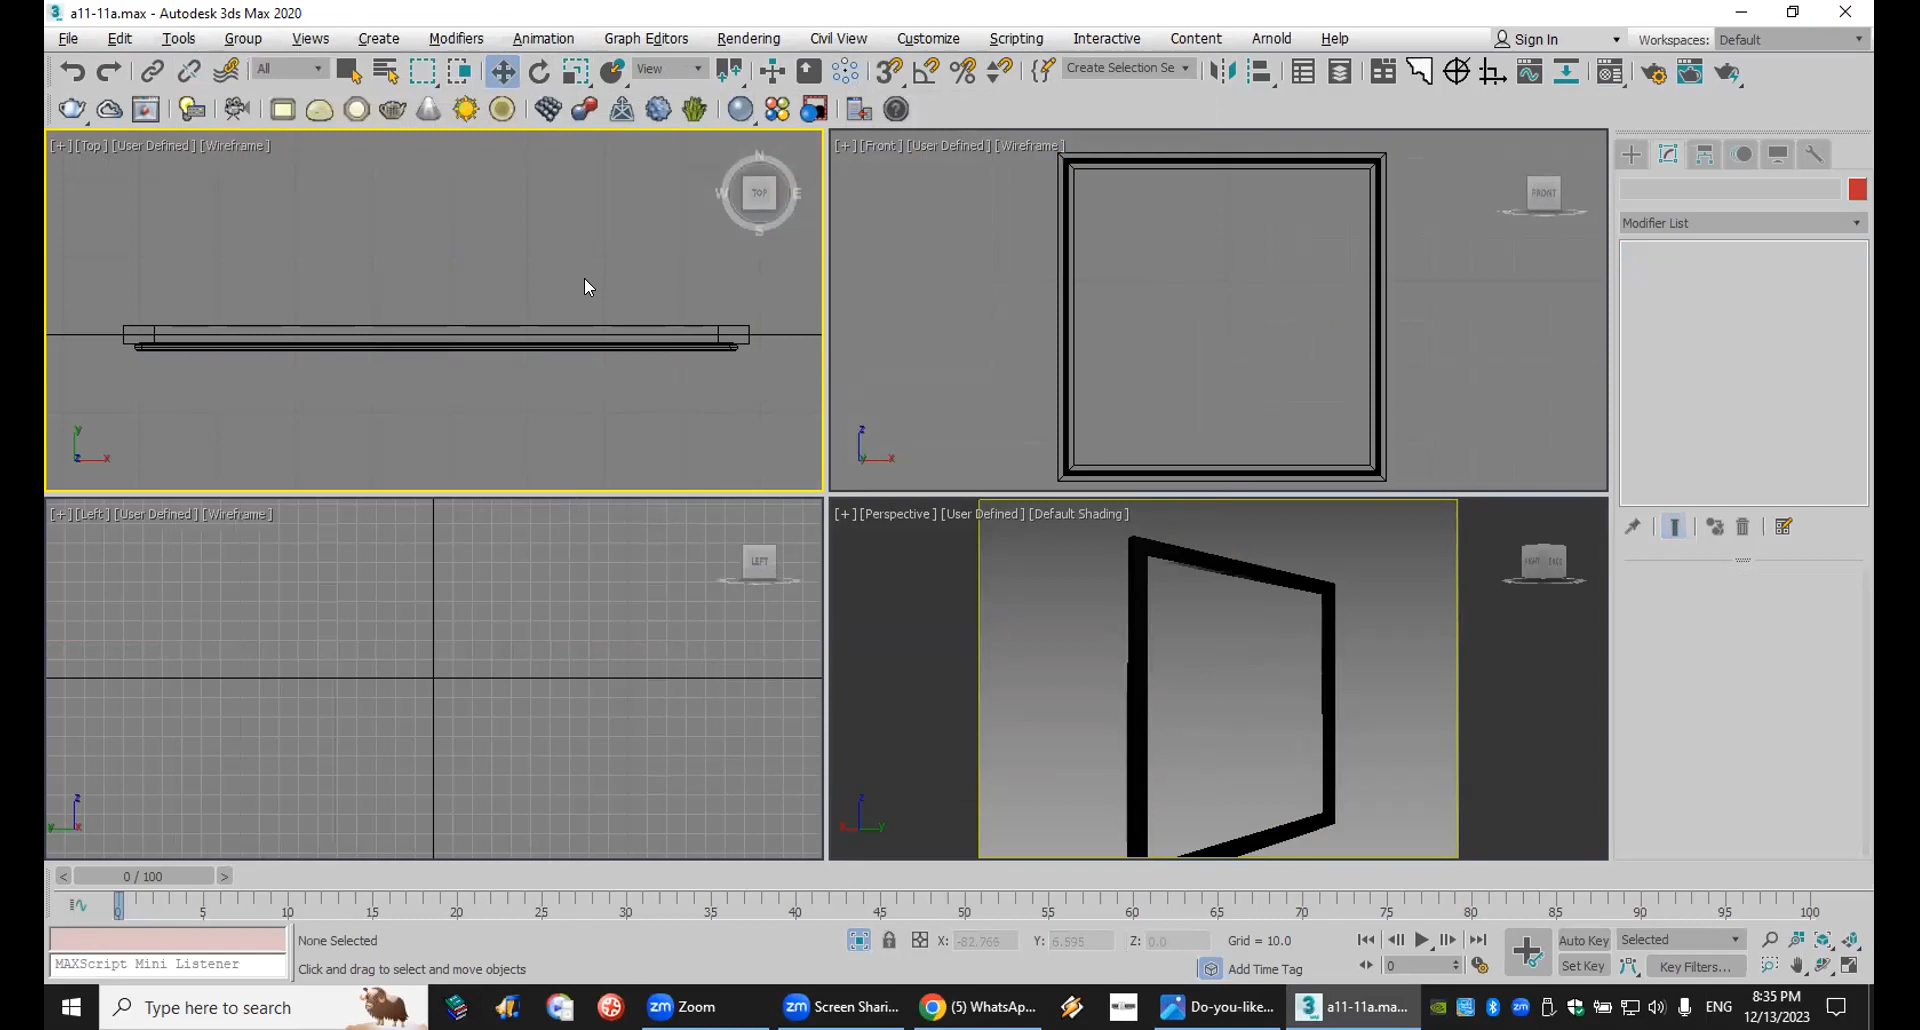 a11-11a.max - Autodesk 3ds Max 2020
File Edit Tools Group Views Create Modifiers Animation Graph Editors Rendering Civil View Customize Scripting Interactive Content Arnold Help Sign In Workspaces: Default
All View Create Selection Se
[+] [Top] [User Defined] [Wireframe]
N
W TOP E
S
y
z x
[+] [Front] [User Defined] [Wireframe]
FRONT
z
y x
Modifier List
[+] [Left] [User Defined] [Wireframe]
LEFT
z
y x
[+] [Perspective] [User Defined] [Default Shading]
z
x y
< 0 / 100 >
0 5 10 15 20 25 30 35 40 45 50 55 60 65 70 75 80 85 90 95 100
None Selected X: -82.766 Y: 6.595 Z: 0.0 Grid = 10.0 Auto Key Selected
MAXScript Mini Listener Click and drag to select and move objects Add Time Tag 0 Set Key Key Filters...
Type here to search Zoom Screen Shari... (5) WhatsAp... Do-you-like... a11-11a.ma... ENG 8:35 PM
12/13/2023